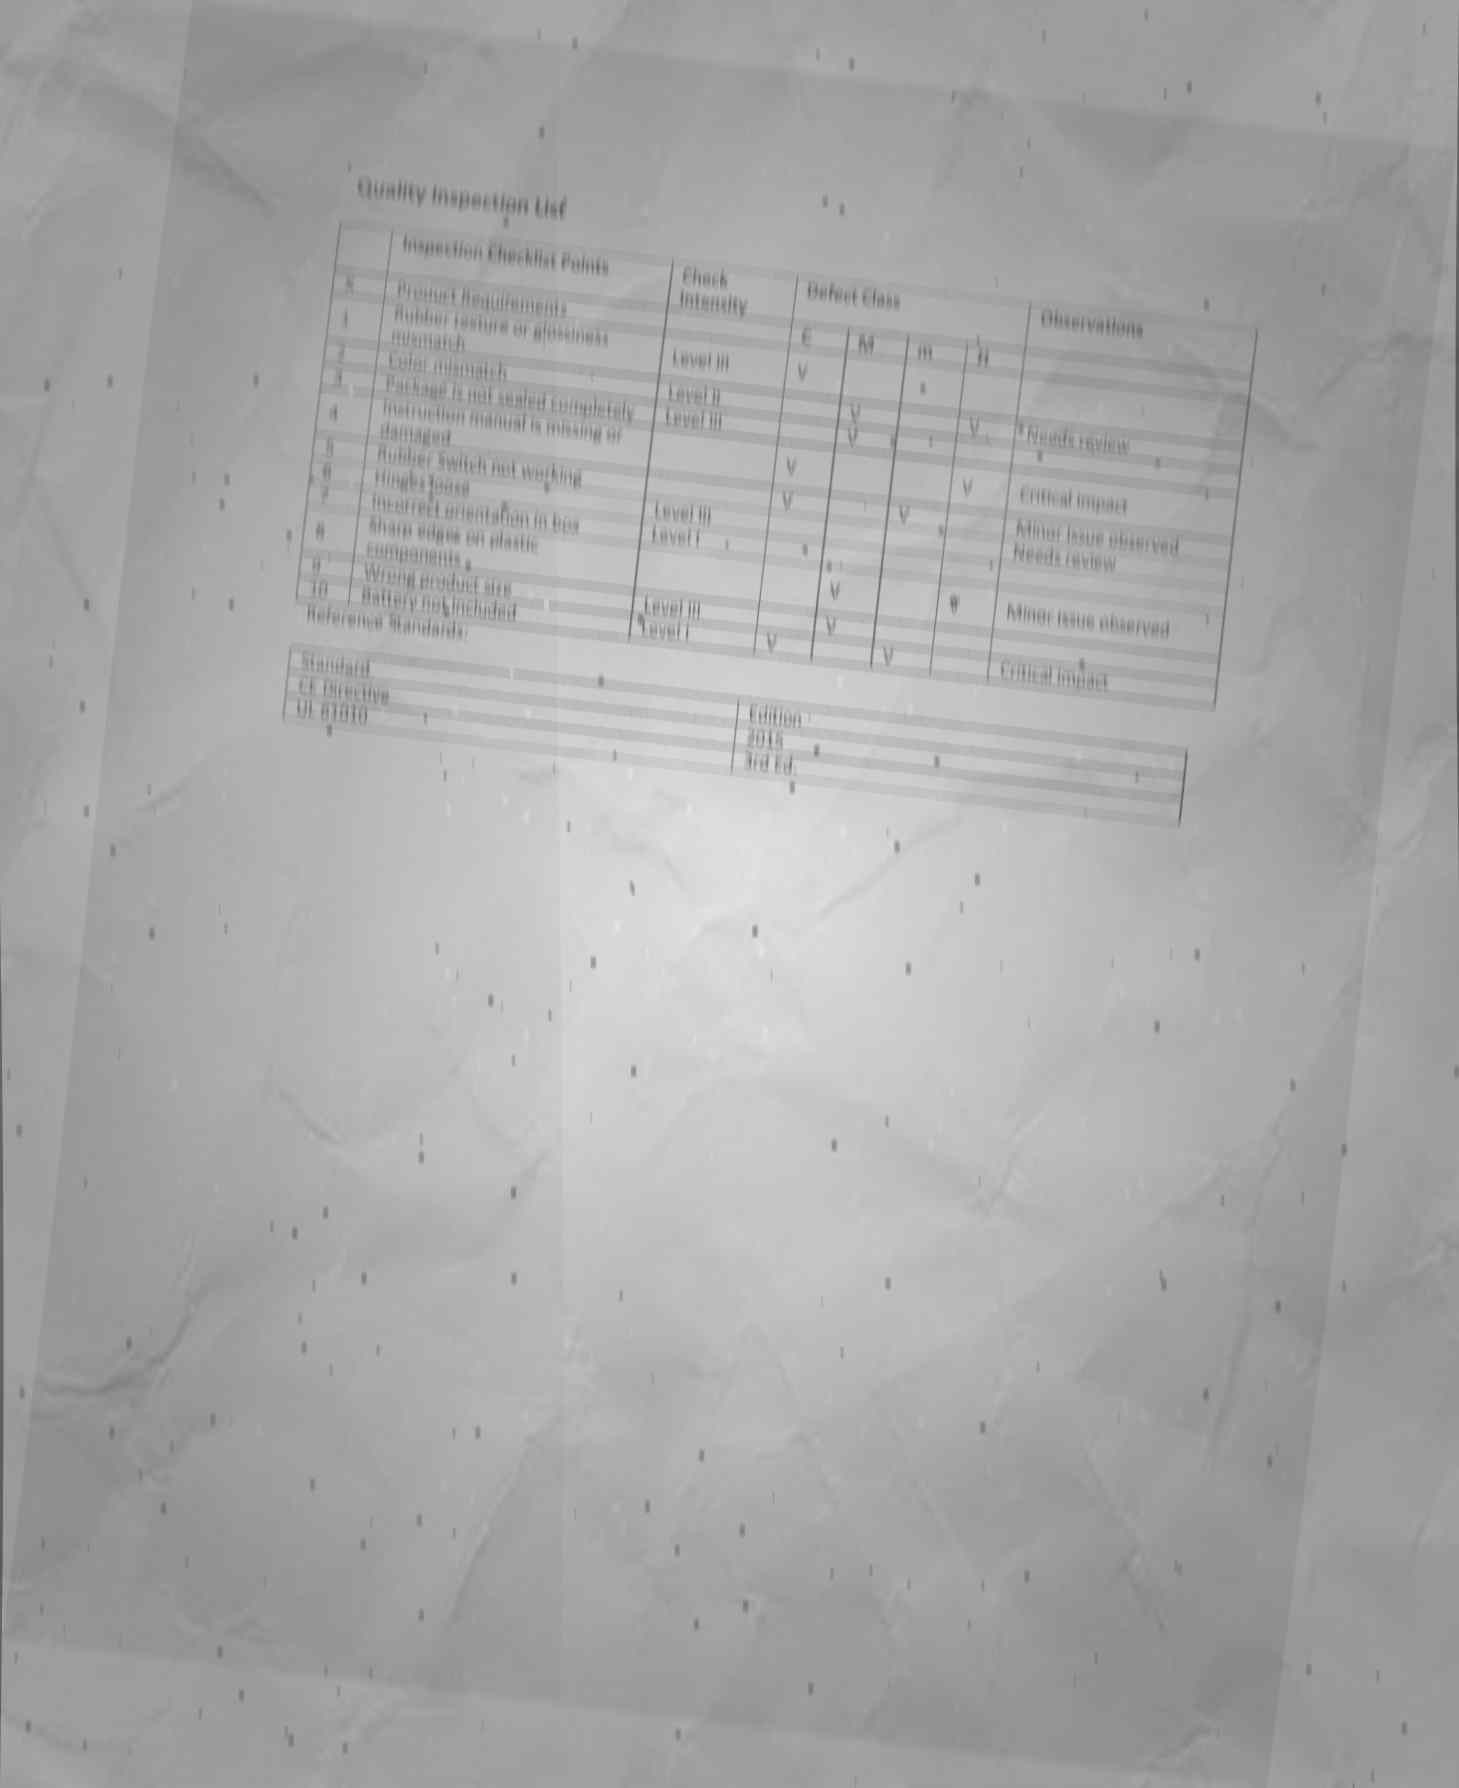 Quality Inspection List
Inspection Checklist Points Check Intensity Defect Class Observations
Product Requirements E M m n
1 Rubber texture or glossiness mismatch Level III V
2 Color mismatch Level II V V Needs review
3 Package is not sealed completely Level III V
4 Instruction manual is missing or damaged V V Critical impact
5 Rubber Switch not working V V Minor issue observed
6 Hinges loose Level III Needs review
7 Incorrect orientation in box Level I
8 Sharp edges on plastic components V Minor issue observed
9 Wrong product size Level III V
10 Battery not included Level I V V Critical impact
Reference Standards:
Standard Edition
CE Directive 2015
UL 61010 3rd Ed.